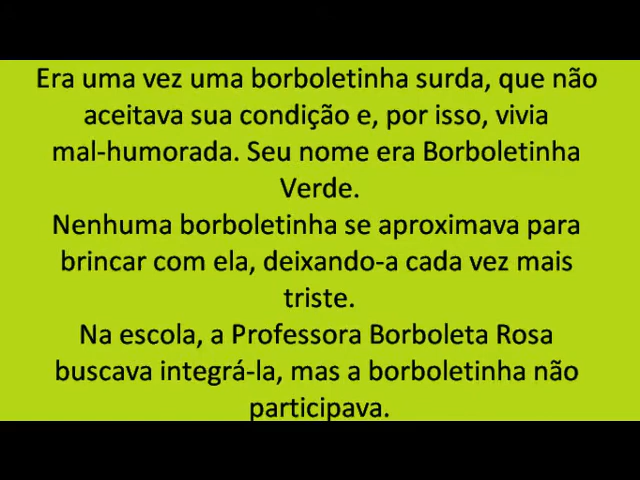 Era uma vez uma borboletinha surda, que não
aceitava sua condição e, por isso, vivia
mal-humorada. Seu nome era Borboletinha
Verde.
Nenhuma borboletinha se aproximava para
brincar com ela, deixando-a cada vez mais
triste.
Na escola, a Professora Borboleta Rosa
buscava integrá-la, mas a borboletinha não
participava.